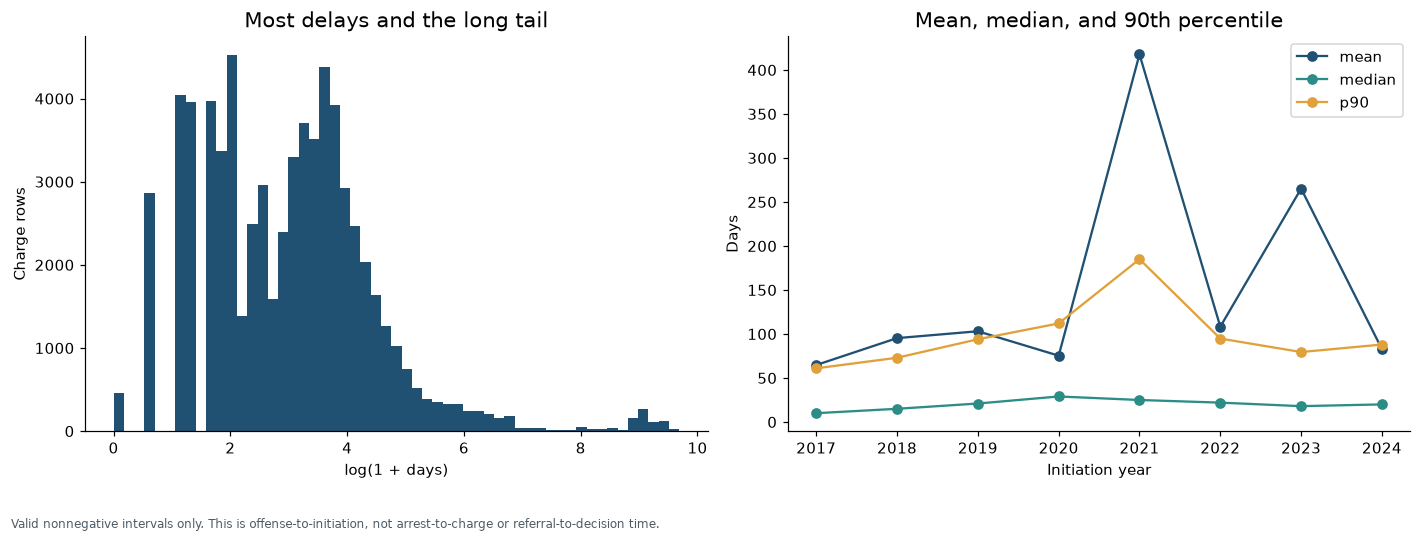 Most delays and the long tail
Charge rows
4000
3000
2000
1000
0
0 2 4 6 8 10
log(1 + days)
Mean, median, and 90th percentile
Days
400
350
300
250
200
150
100
50
0
mean
median
p90
2017 2018 2019 2020 2021 2022 2023 2024
Initiation year
Valid nonnegative intervals only. This is offense-to-initiation, not arrest-to-charge or referral-to-decision time.